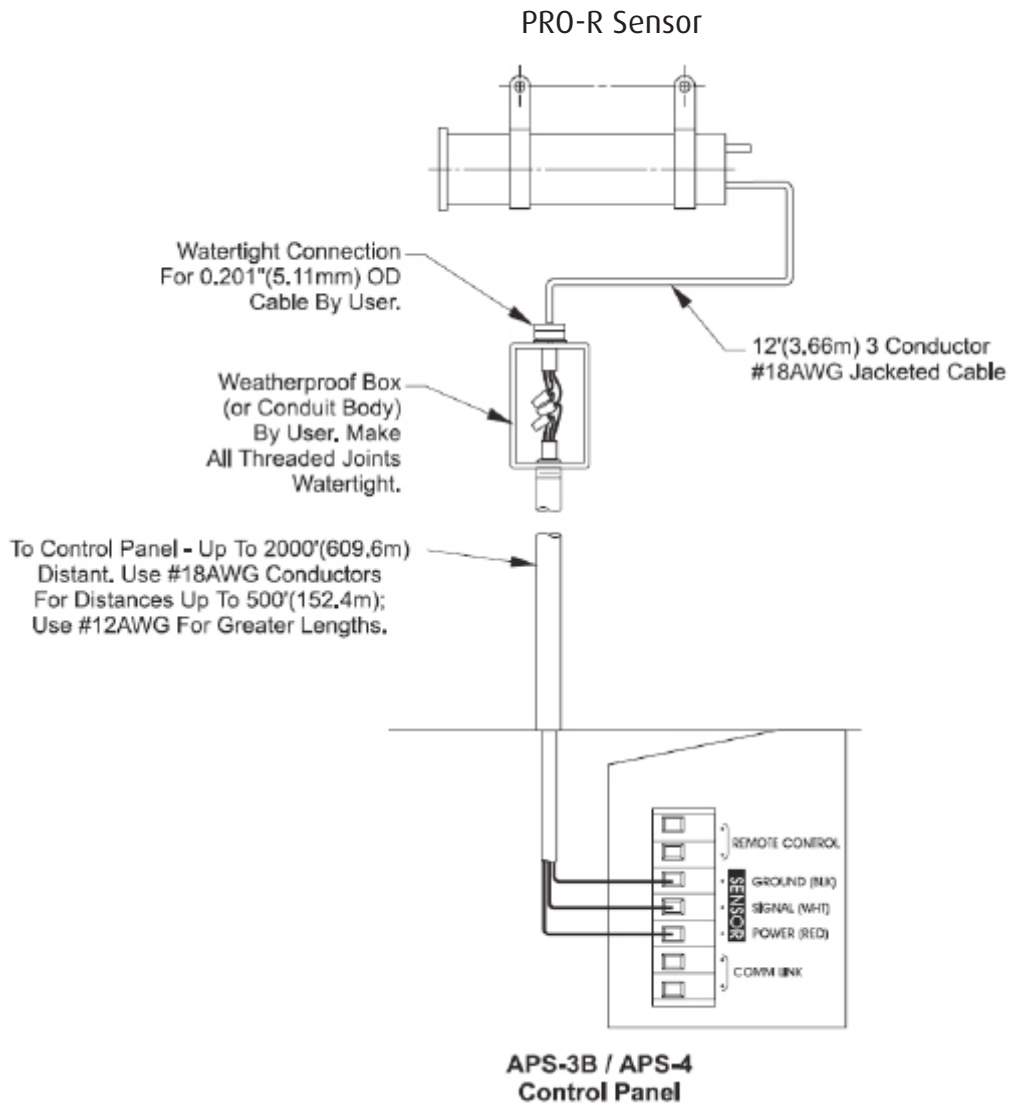 PRO-R Sensor
Watertight Connection
For 0.201"(5.11mm) OD
Cable By User.
12'(3.66m) 3 Conductor
#18AWG Jacketed Cable
Weatherproof Box
(or Conduit Body)
By User. Make
All Threaded Joints
Watertight.
To Control Panel - Up To 2000'(609.6m)
Distant. Use #18AWG Conductors
For Distances Up To 500'(152.4m);
Use #12AWG For Greater Lengths.
REMOTE CONTROL
SENSOR
GROUND (BLK)
SIGNAL (WHT)
POWER (RED)
COMM LINK
APS-3B / APS-4
Control Panel